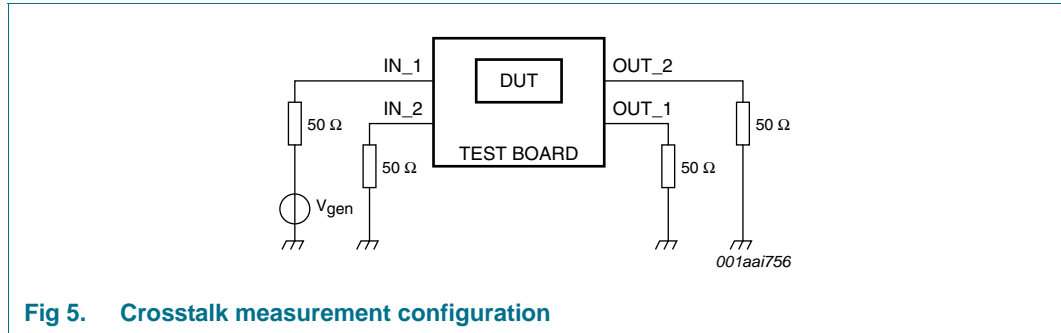 IN_1
OUT_2
DUT
IN_2
OUT_1
50 Ω
50 Ω
TEST BOARD
50 Ω
50 Ω
Vgen
001aai756
Fig 5. Crosstalk measurement configuration